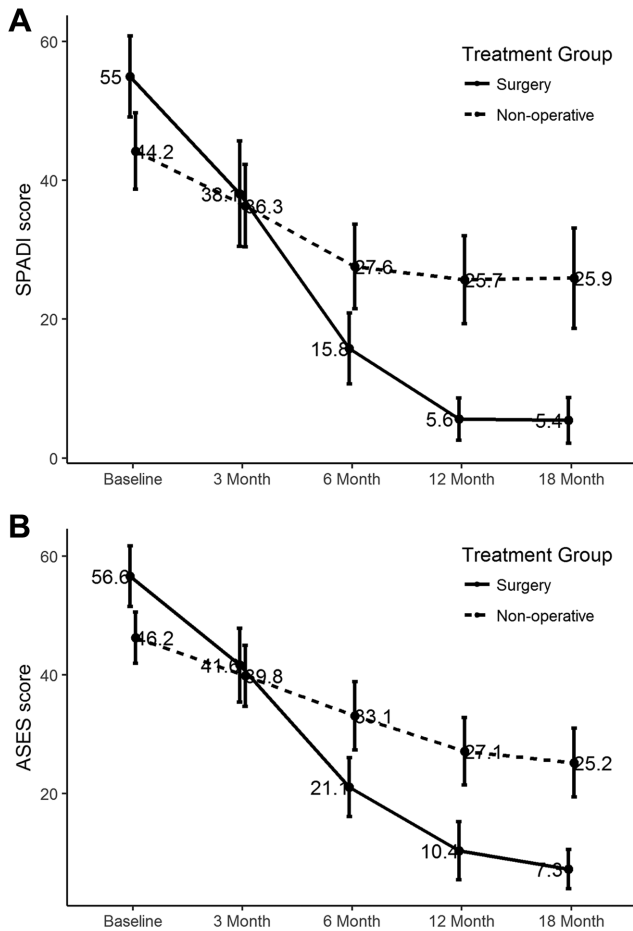 A
60
40
20
0
SPADI score
Treatment Group
Surgery
Non-operative
55
44.2
38.1
36.3
27.6
25.7
25.9
15.8
5.6
5.4
Baseline 3 Month 6 Month 12 Month 18 Month
B
60
40
20
ASES score
Treatment Group
Surgery
Non-operative
56.6
46.2
41.6
39.8
33.1
27.1
25.2
21.1
10.4
7.3
Baseline 3 Month 6 Month 12 Month 18 Month